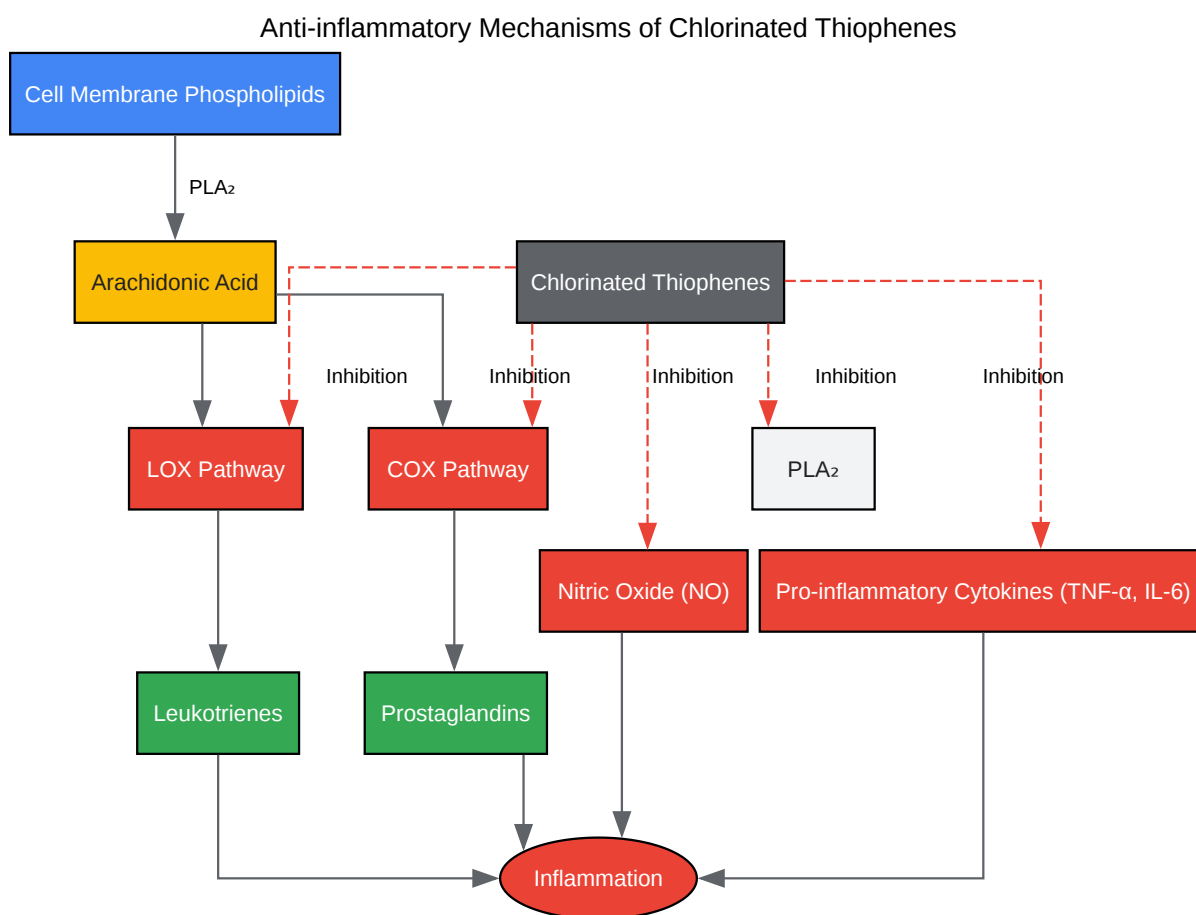 Anti-inflammatory Mechanisms of Chlorinated Thiophenes
Cell Membrane Phospholipids
PLA₂
Arachidonic Acid
Chlorinated Thiophenes
Inhibition
Inhibition
Inhibition
Inhibition
Inhibition
LOX Pathway
COX Pathway
PLA₂
Nitric Oxide (NO)
Pro-inflammatory Cytokines (TNF-α, IL-6)
Leukotrienes
Prostaglandins
Inflammation